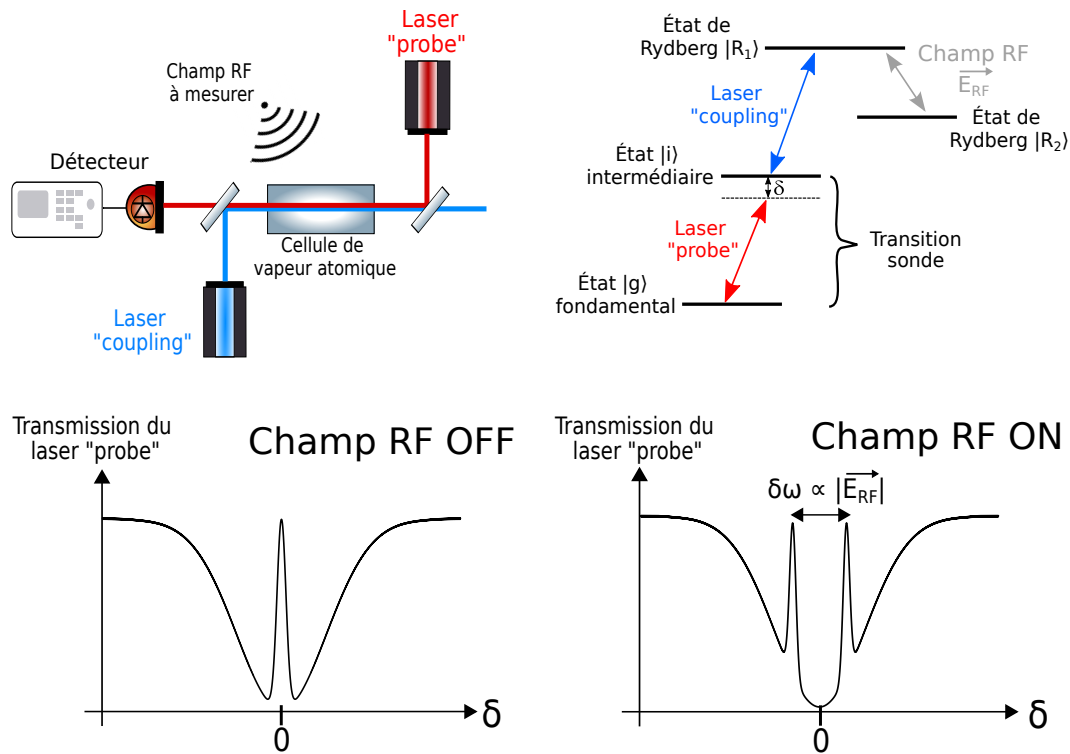 Laser
"probe"
Champ RF
à mesurer
Détecteur
Cellule de
vapeur atomique
Laser
"coupling"
État de
Rydberg |R₁⟩
Champ RF
E_RF
Laser
"coupling"
État de
Rydberg |R₂⟩
État |i⟩
intermédiaire
δ
Laser
"probe"
Transition
sonde
État |g⟩
fondamental
Transmission du
laser "probe"
Champ RF OFF
0
δ
Transmission du
laser "probe"
Champ RF ON
δω ∝ |E_RF|
0
δ